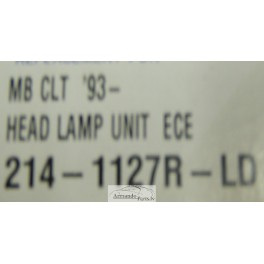 MB CLT '93-
HEAD LAMP UNIT ECE
214-1127R-LD